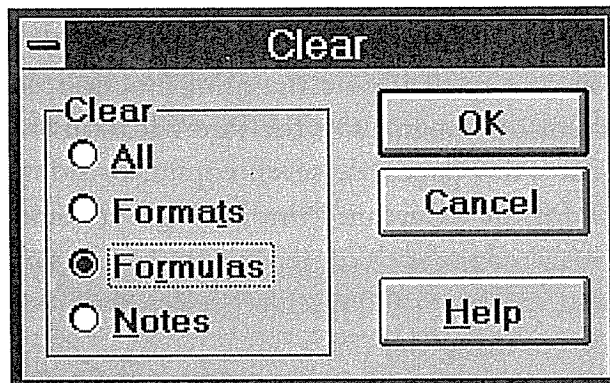 Clear
Clear
All
Formats
Formulas
Notes
OK
Cancel
Help